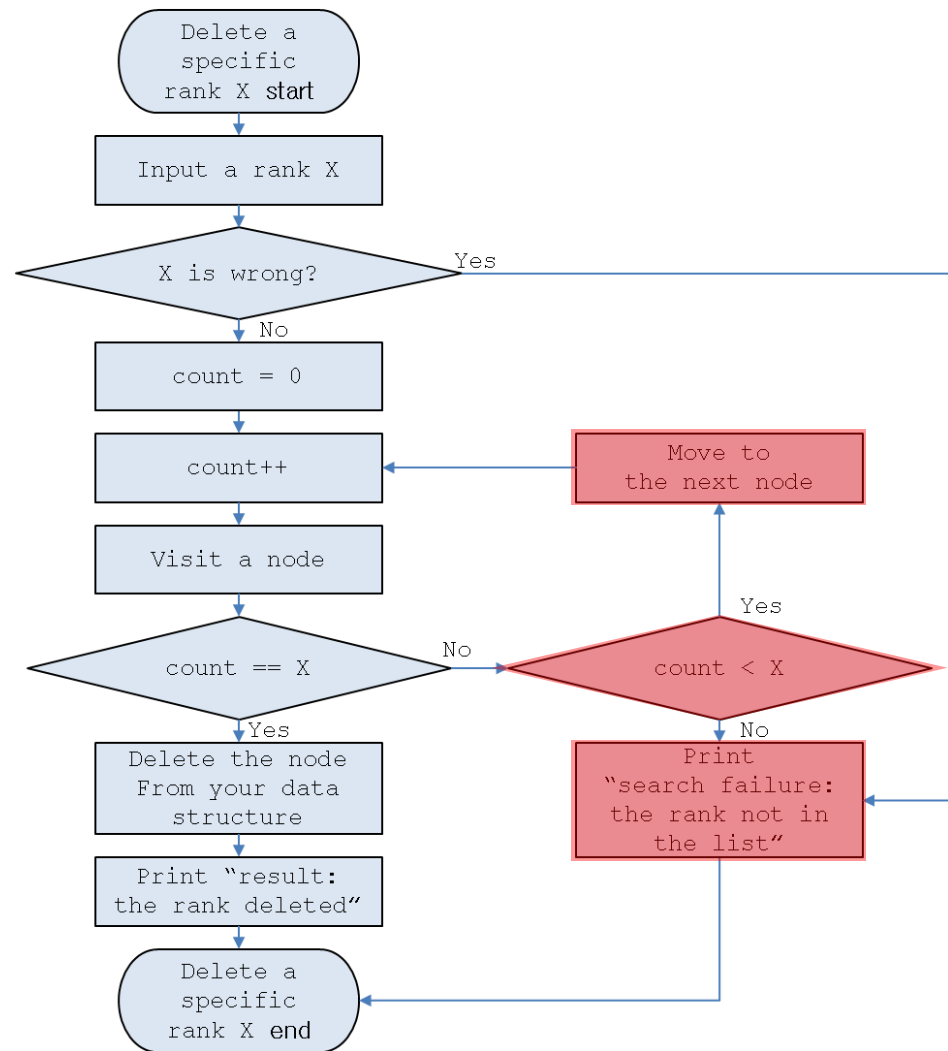 Delete a
specific
rank X start
Input a rank X
X is wrong?
Yes
No
count = 0
count++
Move to
the next node
Visit a node
Yes
count == X
No
count < X
Yes
No
Delete the node
From your data
structure
Print
“search failure:
the rank not in
the list”
Print “result:
the rank deleted“
Delete a
specific
rank X end